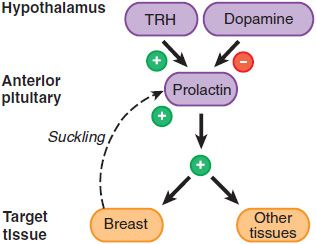 Hypothalamus
TRH
Dopamine
+
−
Anterior
pituitary
Prolactin
+
Suckling
+
Target
tissue
Breast
Other
tissues